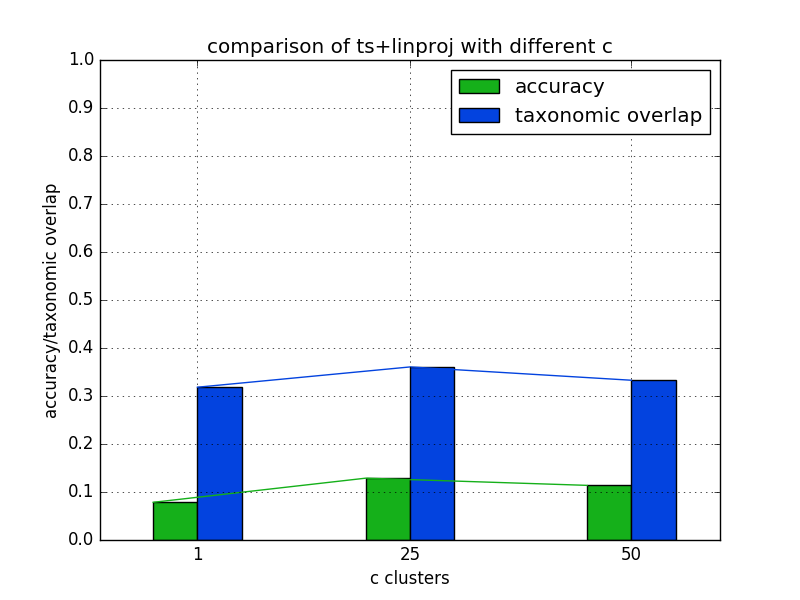 comparison of ts+linproj with different c
accuracy
taxonomic overlap
accuracy/taxonomic overlap
1.0
0.9
0.8
0.7
0.6
0.5
0.4
0.3
0.2
0.1
0.0
1 25 50
c clusters